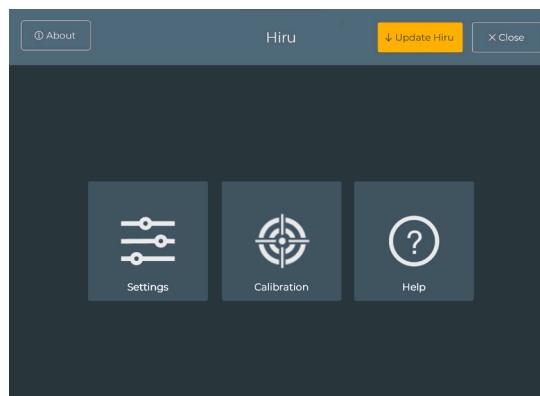 About
Hiru
Update Hiru
Close
Settings
Calibration
Help